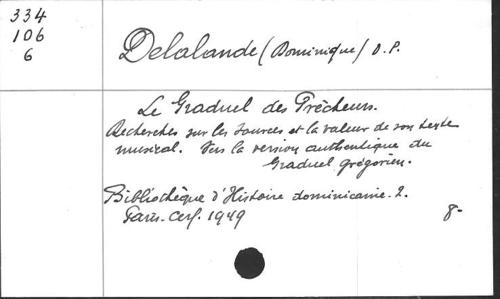 334
106
6
Delalande (Dominique) O.P.
Le Graduel des Prêcheurs.
Recherches sur les sources et la valeur de son texte
musical. Vers la version authentique du
Graduel grégorien.
Bibliothèque d'Histoire dominicaine. 2.
Paris. Cerf. 1949
8-